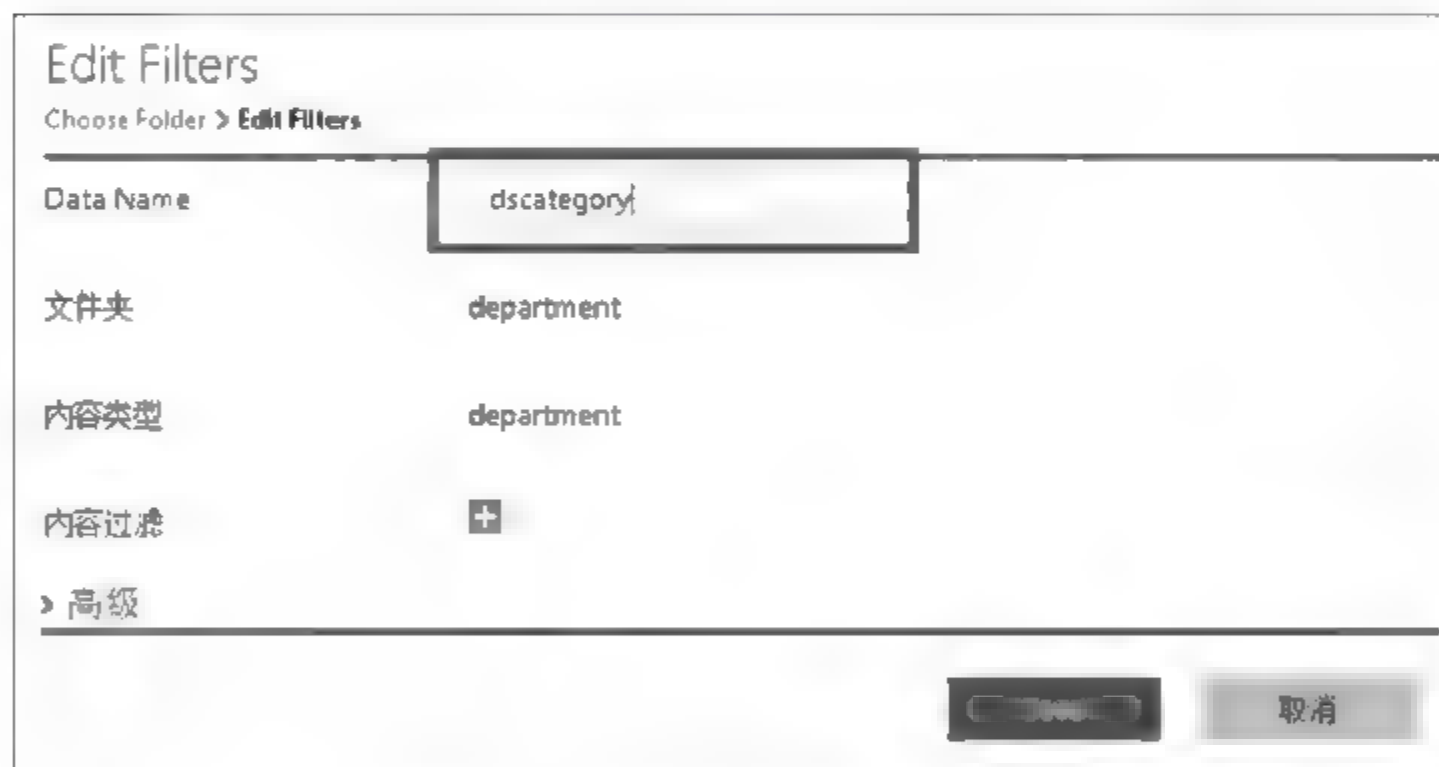 Edit Filters
Choose Folder > Edit Filters
Data Name dscategory
文件夹 department
内容类型 department
内容过滤
高级
取消